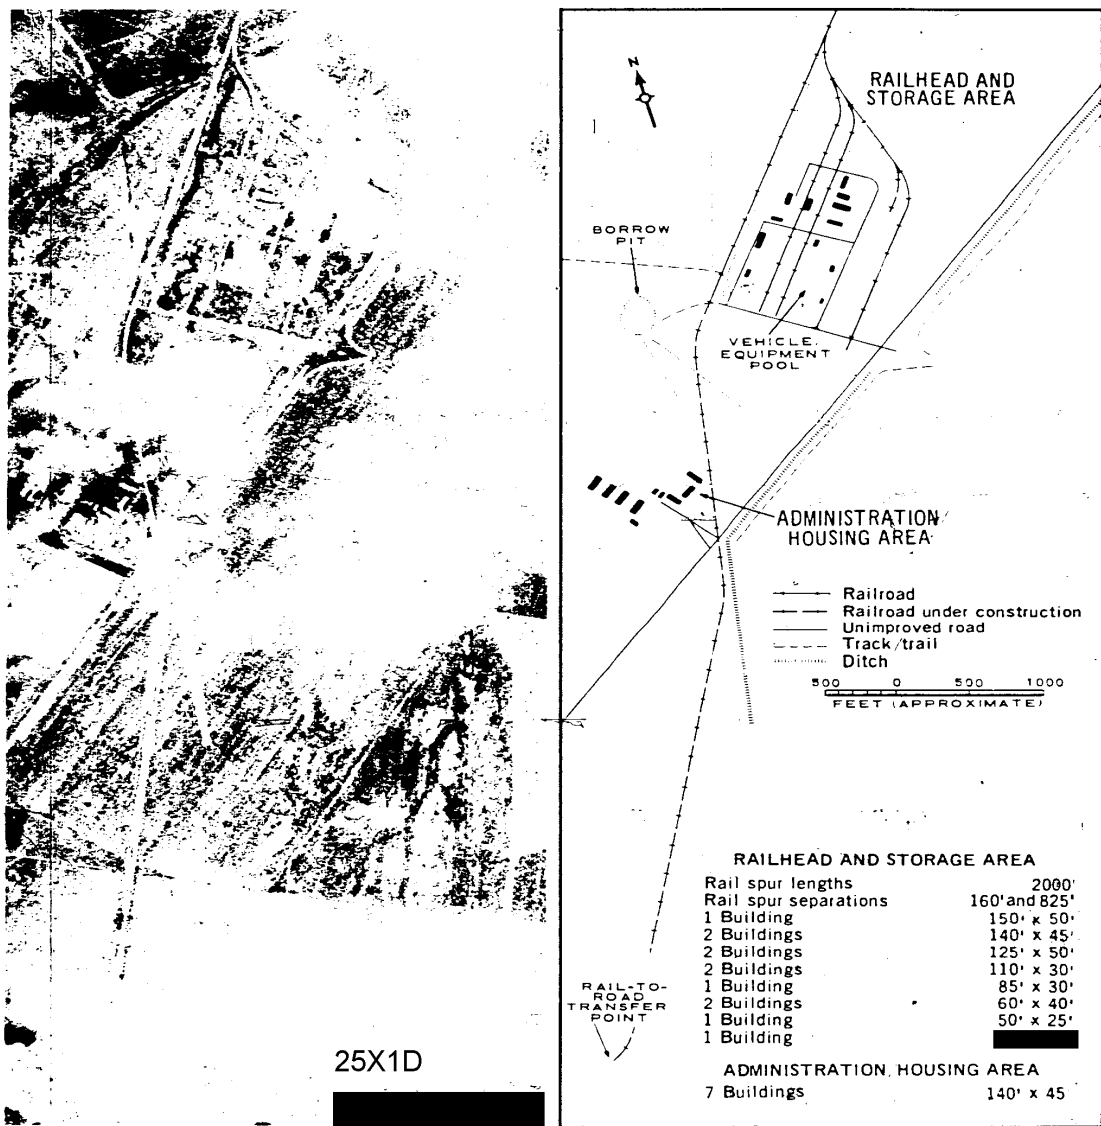 N
RAILHEAD AND
STORAGE AREA
BORROW
PIT
VEHICLE
EQUIPMENT
POOL
ADMINISTRATION
HOUSING AREA
Railroad
Railroad under construction
Unimproved road
Track/trail
Ditch
500 0 500 1000
FEET (APPROXIMATE)
RAILHEAD AND STORAGE AREA
Rail spur lengths 2000'
Rail spur separations 160' and 825'
1 Building 150' x 50'
2 Buildings 140' x 45'
2 Buildings 125' x 50'
2 Buildings 110' x 30'
1 Building 85' x 30'
2 Buildings 60' x 40'
1 Building 50' x 25'
1 Building
RAIL-TO-
ROAD
TRANSFER
POINT
ADMINISTRATION, HOUSING AREA
7 Buildings 140' x 45
25X1D